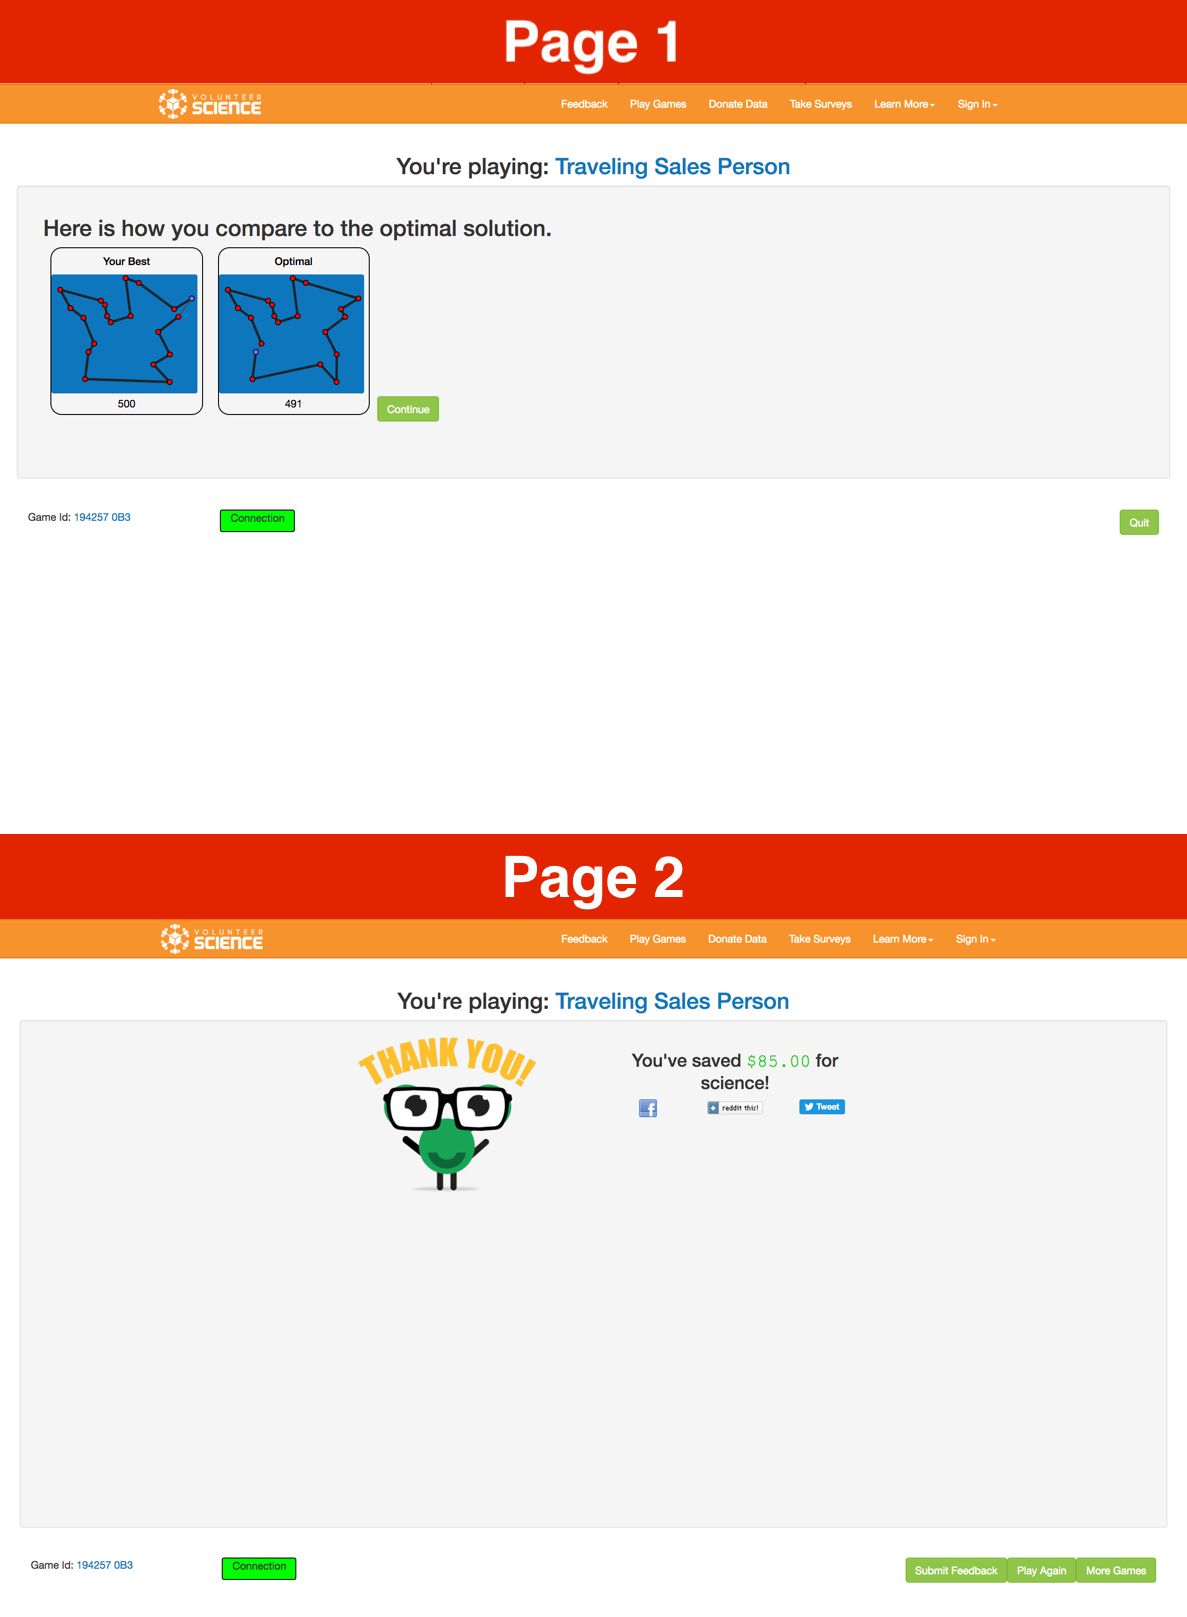 Page 1
VOLUNTEER
SCIENCE
Feedback Play Games Donate Data Take Surveys Learn More Sign In
You're playing: Traveling Sales Person
Here is how you compare to the optimal solution.
Your Best Optimal
500 491
Continue
Game Id: 194257 0B3 Connection Quit
Page 2
VOLUNTEER
SCIENCE
Feedback Play Games Donate Data Take Surveys Learn More Sign In
You're playing: Traveling Sales Person
THANK YOU!
You've saved $85.00 for
science!
f reddit this! Tweet
Game Id: 194257 0B3 Connection Submit Feedback Play Again More Games